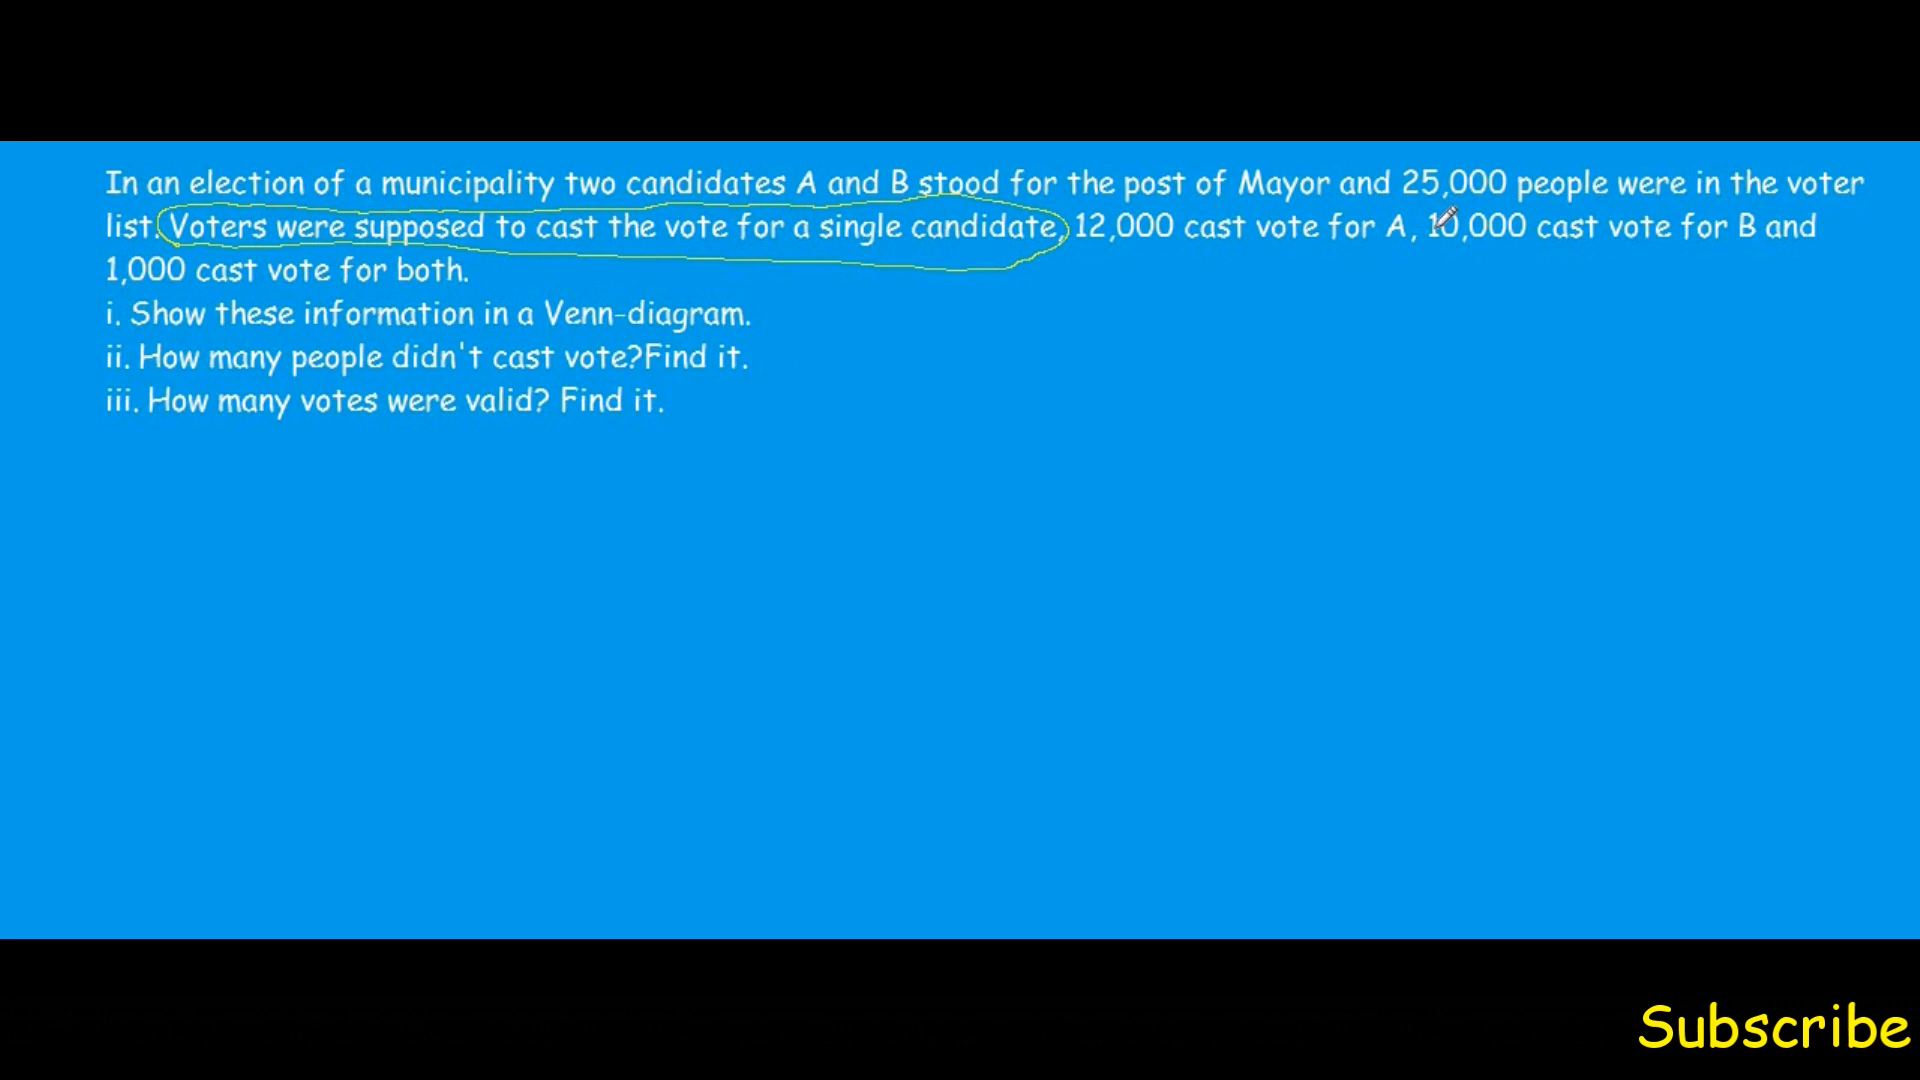 In an election of a municipality two candidates A and B stood for the post of Mayor and 25,000 people were in the voter
list. Voters were supposed to cast the vote for a single candidate, 12,000 cast vote for A, 10,000 cast vote for B and
1,000 cast vote for both.
i. Show these information in a Venn-diagram.
ii. How many people didn't cast vote?Find it.
iii. How many votes were valid? Find it.
Subscribe